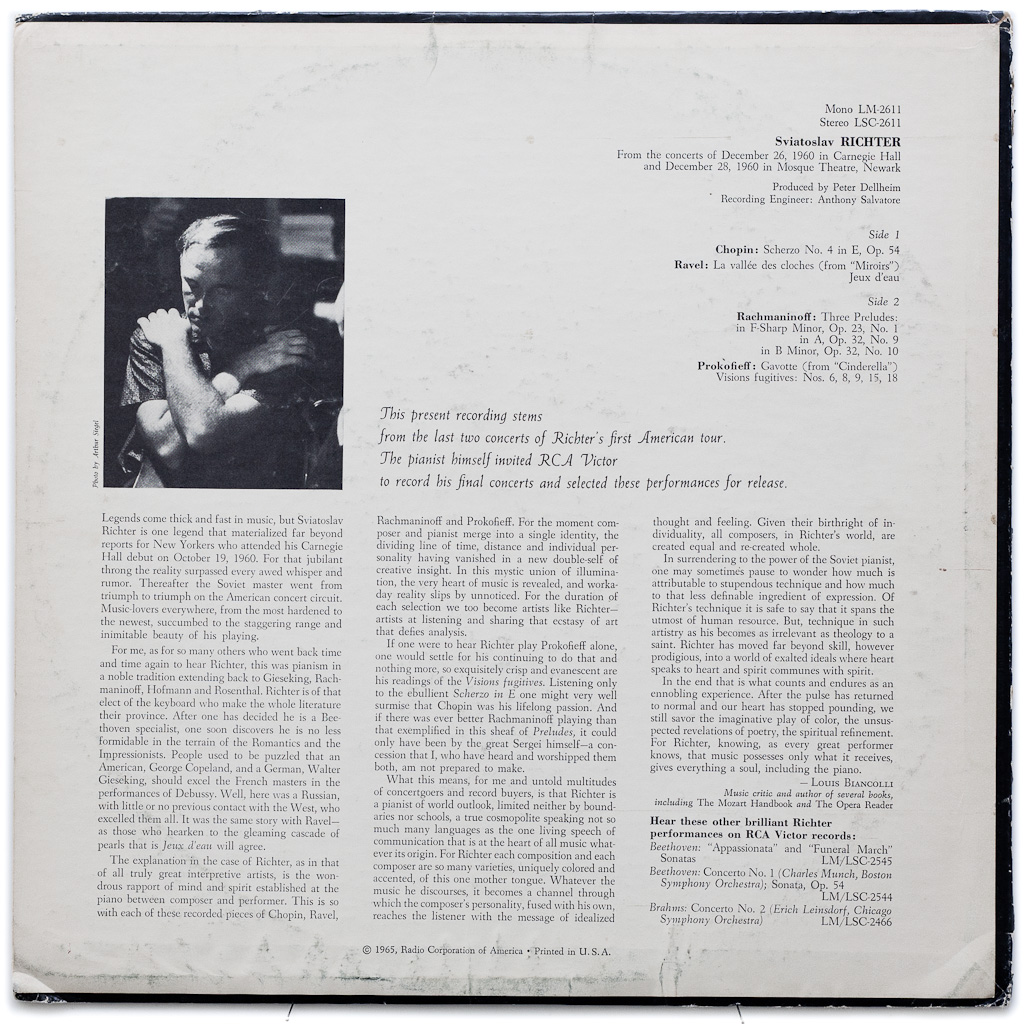 Mono LM-2611
Stereo LSC-2611
Sviatoslav RICHTER
From the concerts of December 26, 1960 in Carnegie Hall
and December 28, 1960 in Mosque Theatre, Newark
Produced by Peter Dellheim
Recording Engineer: Anthony Salvatore
Side 1
Chopin: Scherzo No. 4 in E, Op. 54
Ravel: La vallée des cloches (from "Miroirs")
Jeux d'eau
Side 2
Rachmaninoff: Three Preludes:
in F-Sharp Minor, Op. 23, No. 1
in A, Op. 32, No. 9
in B Minor, Op. 32, No. 10
Prokofieff: Gavotte (from "Cinderella")
Visions fugitives: Nos. 6, 8, 9, 15, 18
Photo by Arthur Siegel
This present recording stems
from the last two concerts of Richter's first American tour.
The pianist himself invited RCA Victor
to record his final concerts and selected these performances for release.
Legends come thick and fast in music, but Sviatoslav
Richter is one legend that materialized far beyond
reports for New Yorkers who attended his Carnegie
Hall debut on October 19, 1960. For that jubilant
throng the reality surpassed every awed whisper and
rumor. Thereafter the Soviet master went from
triumph to triumph on the American concert circuit.
Music-lovers everywhere, from the most hardened to
the newest, succumbed to the staggering range and
inimitable beauty of his playing.
For me, as for so many others who went back time
and time again to hear Richter, this was pianism in
a noble tradition extending back to Gieseking, Rach-
maninoff, Hofmann and Rosenthal. Richter is of that
elect of the keyboard who make the whole literature
their province. After one has decided he is a Bee-
thoven specialist, one soon discovers he is no less
formidable in the terrain of the Romantics and the
Impressionists. People used to be puzzled that an
American, George Copeland, and a German, Walter
Gieseking, should excel the French masters in the
performances of Debussy. Well, here was a Russian,
with little or no previous contact with the West, who
excelled them all. It was the same story with Ravel—
as those who hearken to the gleaming cascade of
pearls that is Jeux d'eau will agree.
The explanation in the case of Richter, as in that
of all truly great interpretive artists, is the won-
drous rapport of mind and spirit established at the
piano between composer and performer. This is so
with each of these recorded pieces of Chopin, Ravel,
Rachmaninoff and Prokofieff. For the moment com-
poser and pianist merge into a single identity, the
dividing line of time, distance and individual per-
sonality having vanished in a new double-self of
creative insight. In this mystic union of illumina-
tion, the very heart of music is revealed, and worka-
day reality slips by unnoticed. For the duration of
each selection we too become artists like Richter—
artists at listening and sharing that ecstasy of art
that defies analysis.
If one were to hear Richter play Prokofieff alone,
one would settle for his continuing to do that and
nothing more, so exquisitely crisp and evanescent are
his readings of the Visions fugitives. Listening only
to the ebullient Scherzo in E one might very well
surmise that Chopin was his lifelong passion. And
if there was ever better Rachmaninoff playing than
that exemplified in this sheaf of Preludes, it could
only have been by the great Sergei himself—a con-
cession that I, who have heard and worshipped them
both, am not prepared to make.
What this means, for me and untold multitudes
of concertgoers and record buyers, is that Richter is
a pianist of world outlook, limited neither by bound-
aries nor schools, a true cosmopolite speaking not so
much many languages as the one living speech of
communication that is at the heart of all music what-
ever its origin. For Richter each composition and each
composer are so many varieties, uniquely colored and
accented, of this one mother tongue. Whatever the
music he discourses, it becomes a channel through
which the composer's personality, fused with his own,
reaches the listener with the message of idealized
thought and feeling. Given their birthright of in-
dividuality, all composers, in Richter's world, are
created equal and re-created whole.
In surrendering to the power of the Soviet pianist,
one may sometimes pause to wonder how much is
attributable to stupendous technique and how much
to that less definable ingredient of expression. Of
Richter's technique it is safe to say that it spans the
utmost of human resource. But, technique in such
artistry as his becomes as irrelevant as theology to a
saint. Richter has moved far beyond skill, however
prodigious, into a world of exalted ideals where heart
speaks to heart and spirit communes with spirit.
In the end that is what counts and endures as an
ennobling experience. After the pulse has returned
to normal and our heart has stopped pounding, we
still savor the imaginative play of color, the unsus-
pected revelations of poetry, the spiritual refinement.
For Richter, knowing, as every great performer
knows, that music possesses only what it receives,
gives everything a soul, including the piano.
—LOUIS BIANCOLLI
Music critic and author of several books,
including The Mozart Handbook and The Opera Reader
Hear these other brilliant Richter
performances on RCA Victor records:
Beethoven: "Appassionata" and "Funeral March"
Sonatas LM/LSC-2545
Beethoven: Concerto No. 1 (Charles Munch, Boston
Symphony Orchestra); Sonata, Op. 54
LM/LSC-2544
Brahms: Concerto No. 2 (Erich Leinsdorf, Chicago
Symphony Orchestra) LM/LSC-2466
© 1965, Radio Corporation of America • Printed in U.S.A.